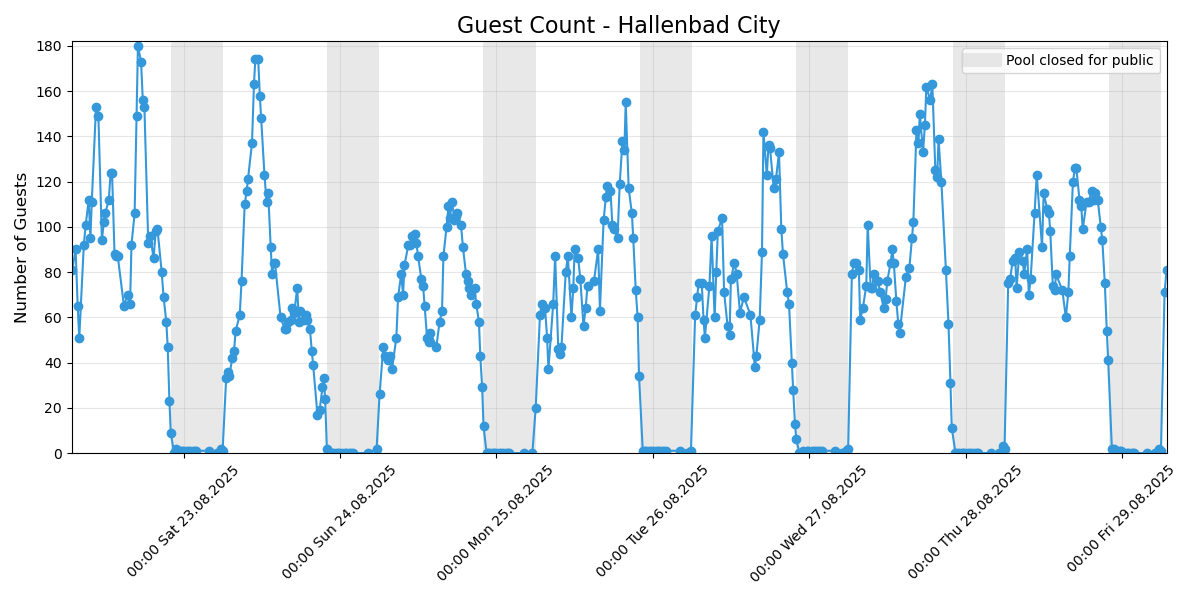 Guest Count - Hallenbad City
Pool closed for public
Number of Guests
180
160
140
120
100
80
60
40
20
0
00:00 Sat 23.08.2025
00:00 Sun 24.08.2025
00:00 Mon 25.08.2025
00:00 Tue 26.08.2025
00:00 Wed 27.08.2025
00:00 Thu 28.08.2025
00:00 Fri 29.08.2025